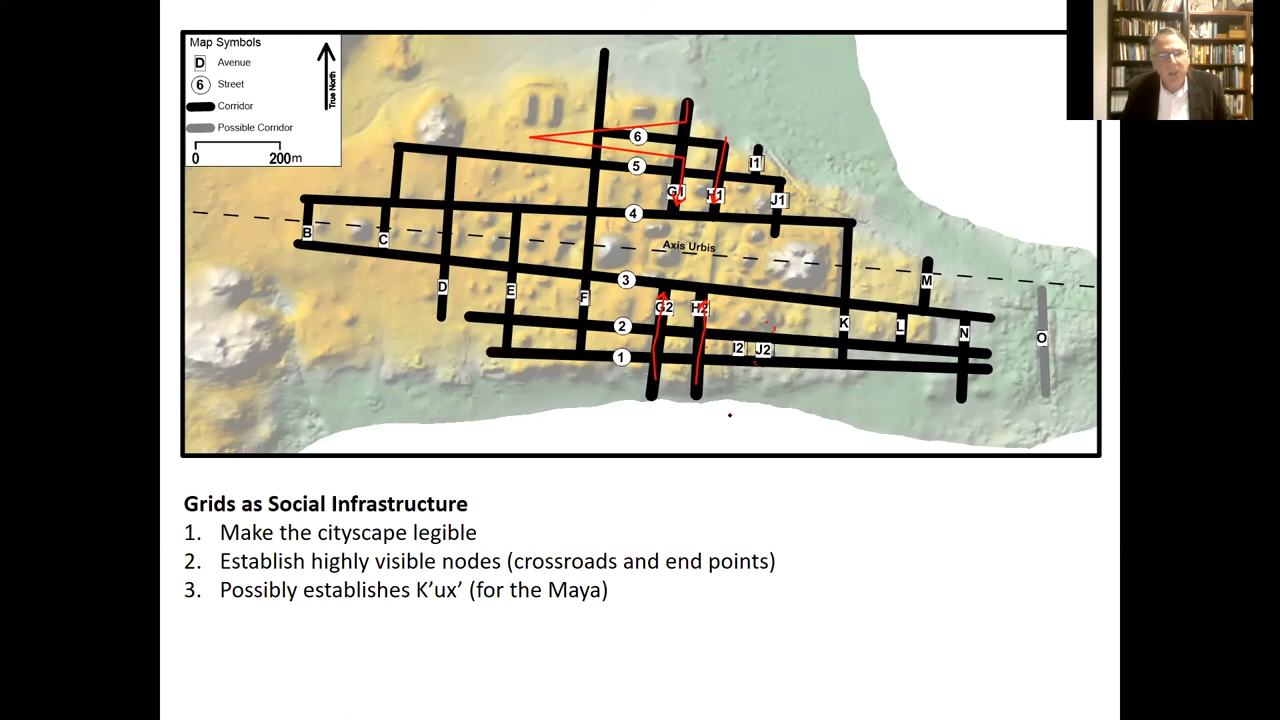 Map Symbols
D Avenue
6 Street
Corridor
Possible Corridor
0 200m
True North
6
5
I1
G1
H1
J1
4
B
C
Axis Urbis
3
M
D
E
F
G2
H2
2
K
L
N
O
1
I2
J2
Grids as Social Infrastructure
1. Make the cityscape legible
2. Establish highly visible nodes (crossroads and end points)
3. Possibly establishes K’ux’ (for the Maya)